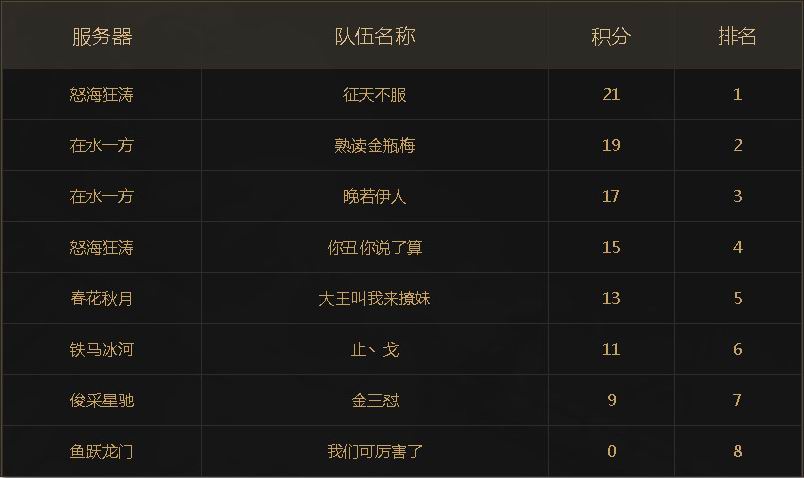 服务器 队伍名称 积分 排名
怒海狂涛 征天不服 21 1
在水一方 熟读金瓶梅 19 2
在水一方 晚若伊人 17 3
怒海狂涛 你丑你说了算 15 4
春花秋月 大王叫我来撩妹 13 5
铁马冰河 止丶戈 11 6
俊采星驰 金三怼 9 7
鱼跃龙门 我们可厉害了 0 8